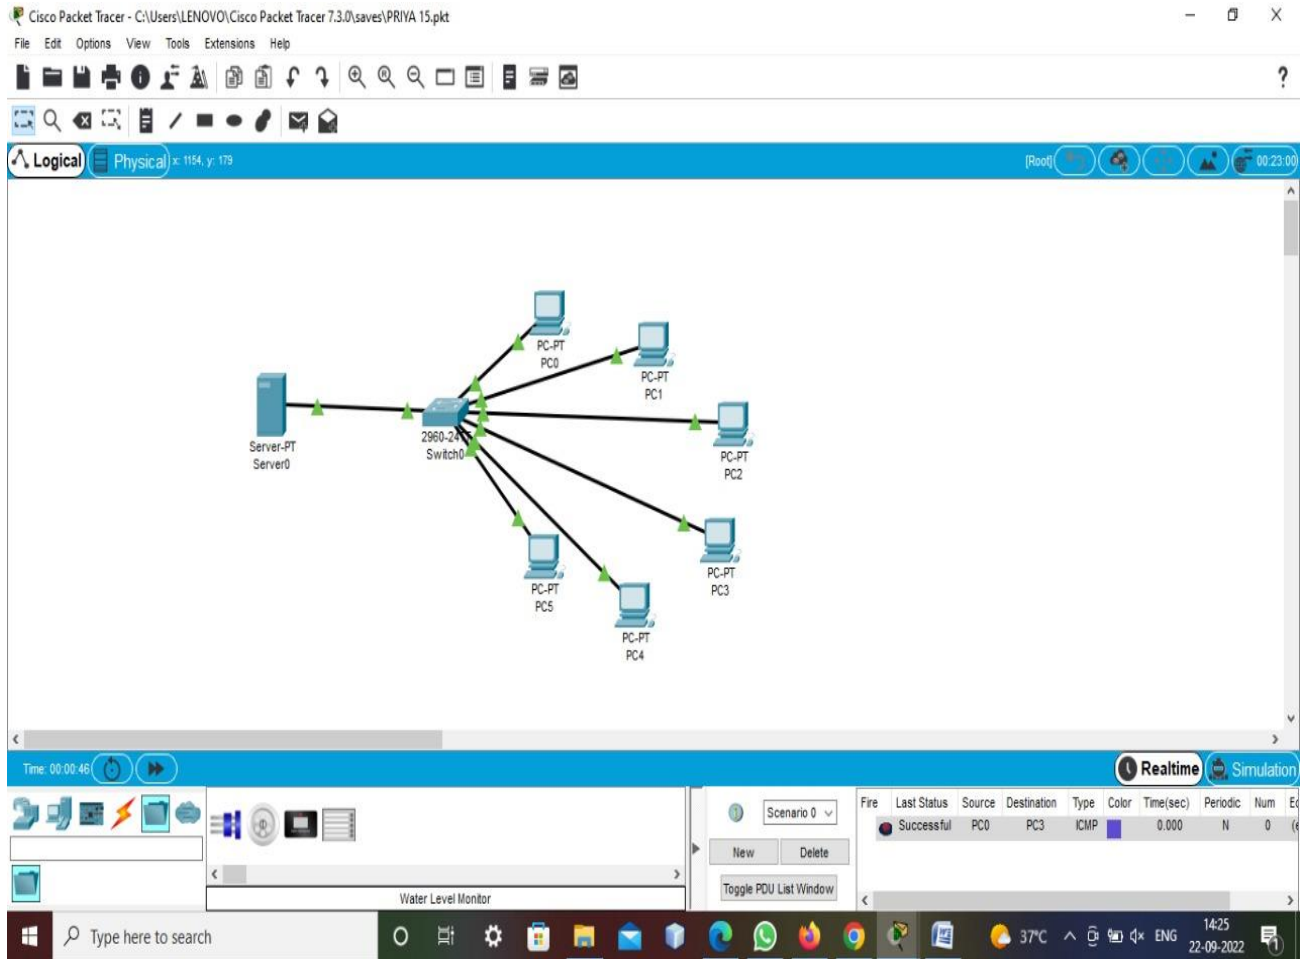 Cisco Packet Tracer - C:\Users\LENOVO\Cisco Packet Tracer 7.3.0\saves\PRIYA 15.pkt
File Edit Options View Tools Extensions Help
?
Logical Physical x: 1154, y: 179 [Root] 00:23:00
PC-PT
PC0
PC-PT
PC1
Server-PT
Server0
Switch0
PC-PT
PC2
PC-PT
PC3
PC-PT
PC5
PC-PT
PC4
Time: 00:00:46 Realtime Simulation
Scenario 0
New Delete
Toggle PDU List Window
Fire Last Status Source Destination Type Color Time(sec) Periodic Num
Successful PC0 PC3 ICMP 0.000 N 0
Water Level Monitor
Type here to search 37°C ENG
14:25
22-09-2022